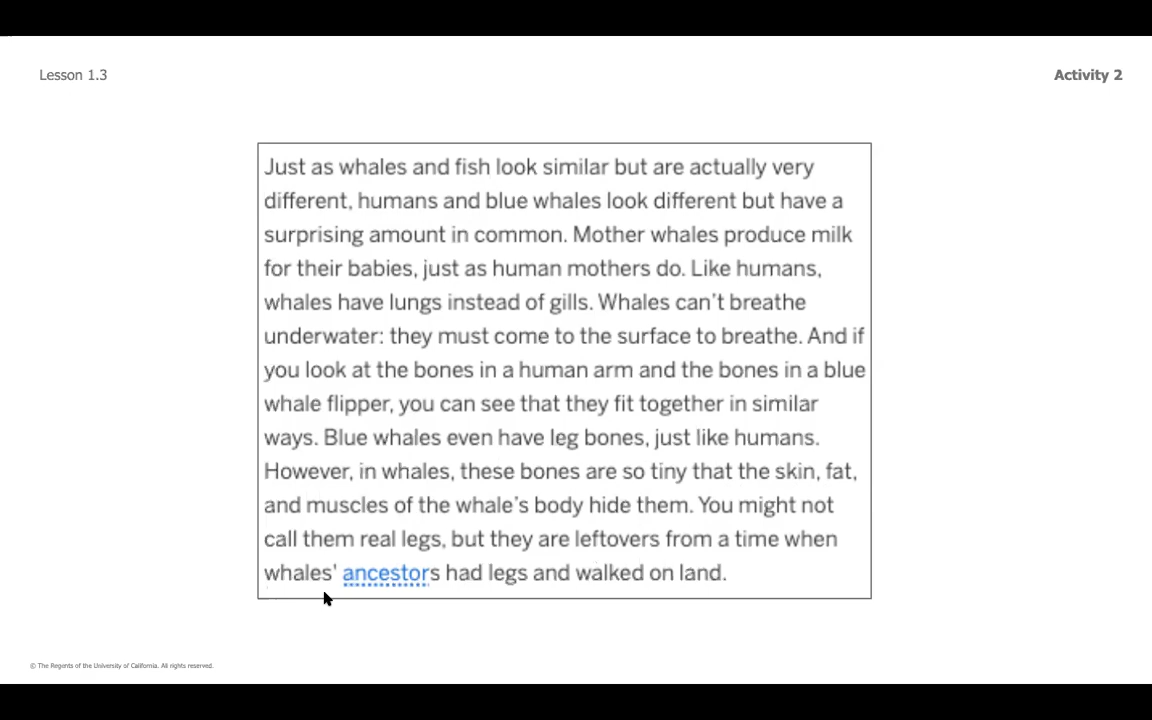 Lesson 1.3
Activity 2
Just as whales and fish look similar but are actually very
different, humans and blue whales look different but have a
surprising amount in common. Mother whales produce milk
for their babies, just as human mothers do. Like humans,
whales have lungs instead of gills. Whales can't breathe
underwater: they must come to the surface to breathe. And if
you look at the bones in a human arm and the bones in a blue
whale flipper, you can see that they fit together in similar
ways. Blue whales even have leg bones, just like humans.
However, in whales, these bones are so tiny that the skin, fat,
and muscles of the whale's body hide them. You might not
call them real legs, but they are leftovers from a time when
whales' ancestors had legs and walked on land.
© The Regents of the University of California. All rights reserved.